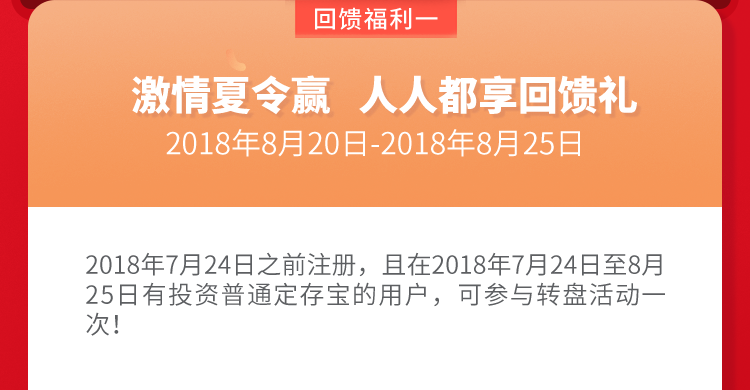 回馈福利一
激情夏令赢 人人都享回馈礼
2018年8月20日-2018年8月25日
2018年7月24日之前注册，且在2018年7月24日至8月
25日有投资普通定存宝的用户，可参与转盘活动一
次！